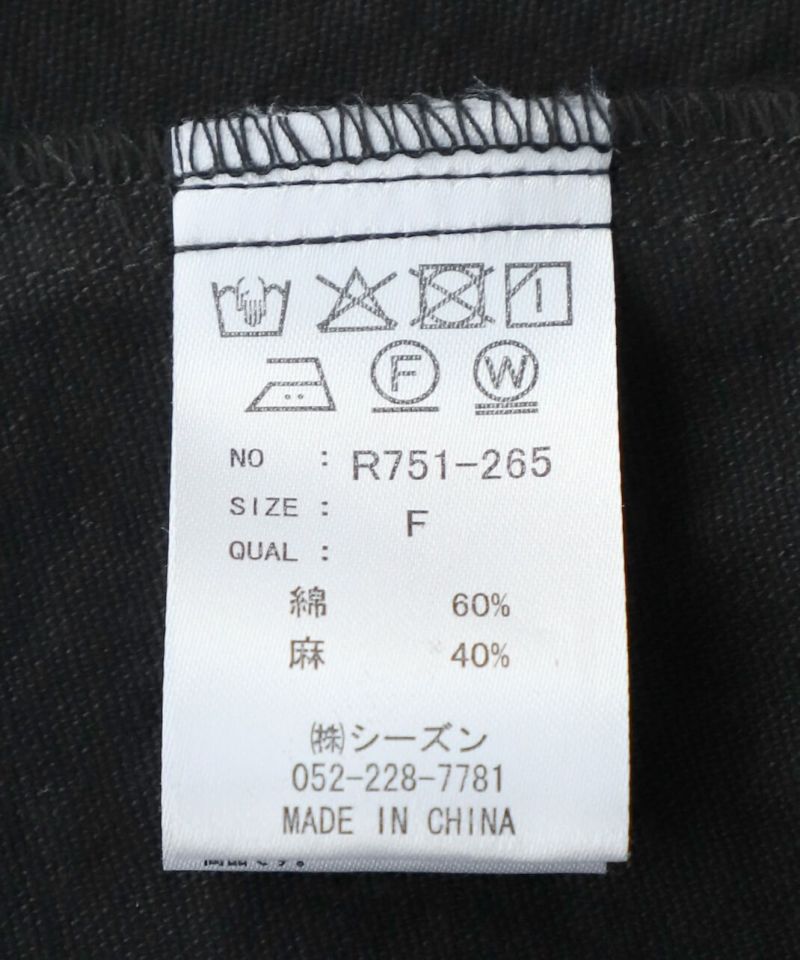 F W
NO : R751-265
SIZE : F
QUAL :
綿 60%
麻 40%
㈱シーズン
052-228-7781
MADE IN CHINA